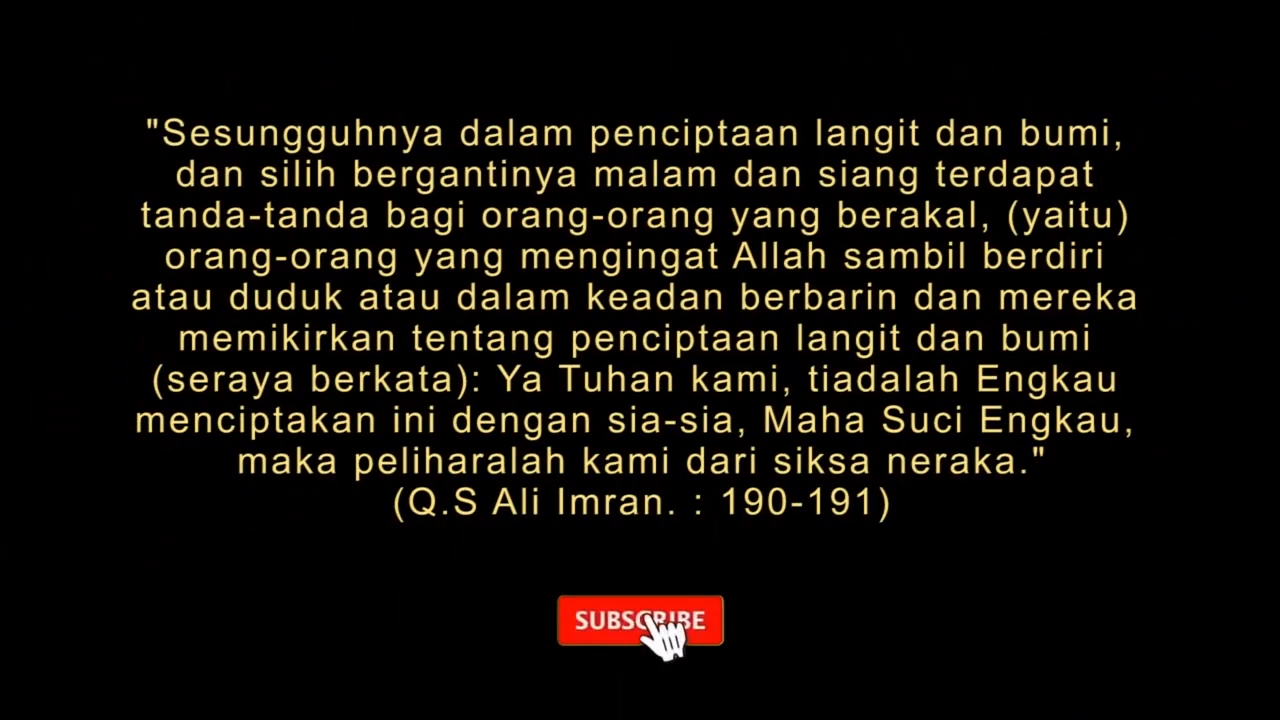 "Sesungguhnya dalam penciptaan langit dan bumi,
dan silih bergantinya malam dan siang terdapat
tanda-tanda bagi orang-orang yang berakal, (yaitu)
orang-orang yang mengingat Allah sambil berdiri
atau duduk atau dalam keadan berbarin dan mereka
memikirkan tentang penciptaan langit dan bumi
(seraya berkata): Ya Tuhan kami, tiadalah Engkau
menciptakan ini dengan sia-sia, Maha Suci Engkau,
maka peliharalah kami dari siksa neraka."
(Q.S Ali Imran. : 190-191)
SUBSCRIBE